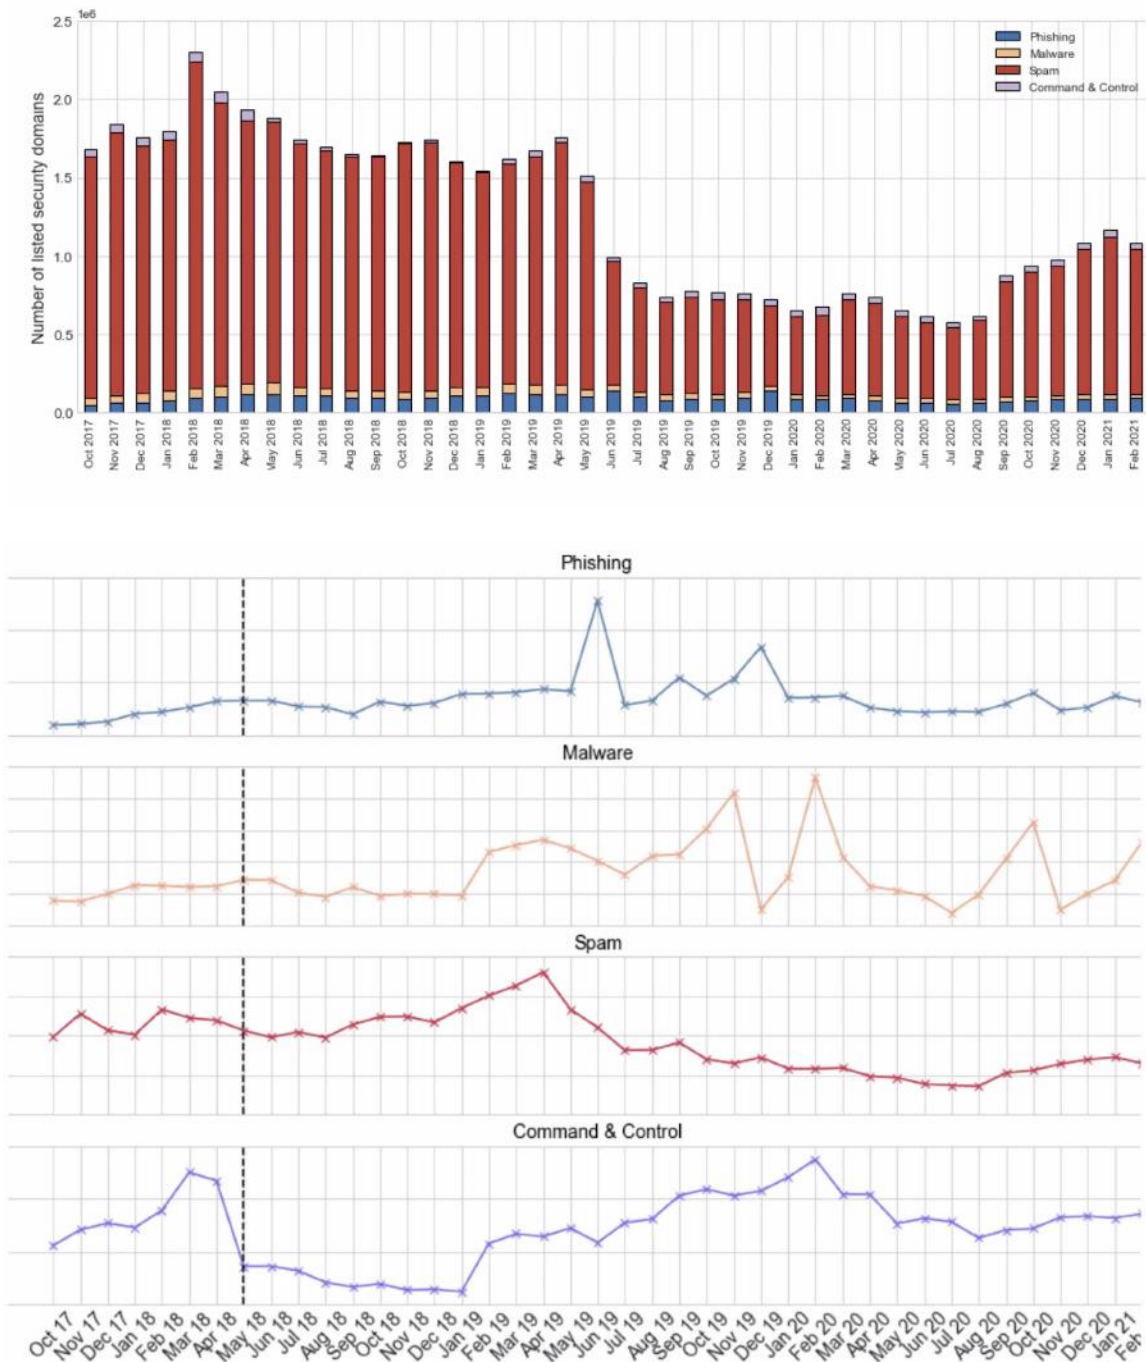 1e6
2.5
2.0
1.5
1.0
0.5
0.0
Number of listed security domains
Phishing
Malware
Spam
Command & Control
Oct 2017
Nov 2017
Dec 2017
Jan 2018
Feb 2018
Mar 2018
Apr 2018
May 2018
Jun 2018
Jul 2018
Aug 2018
Sep 2018
Oct 2018
Nov 2018
Dec 2018
Jan 2019
Feb 2019
Mar 2019
Apr 2019
May 2019
Jun 2019
Jul 2019
Aug 2019
Sep 2019
Oct 2019
Nov 2019
Dec 2019
Jan 2020
Feb 2020
Mar 2020
Apr 2020
May 2020
Jun 2020
Jul 2020
Aug 2020
Sep 2020
Oct 2020
Nov 2020
Dec 2020
Jan 2021
Feb 2021
Phishing
Malware
Spam
Command & Control
Oct 17
Nov 17
Dec 17
Jan 18
Feb 18
Mar 18
Apr 18
May 18
Jun 18
Jul 18
Aug 18
Sep 18
Oct 18
Nov 18
Dec 18
Jan 19
Feb 19
Mar 19
Apr 19
May 19
Jun 19
Jul 19
Aug 19
Sep 19
Oct 19
Nov 19
Dec 19
Jan 20
Feb 20
Mar 20
Apr 20
May 20
Jun 20
Jul 20
Aug 20
Sep 20
Oct 20
Nov 20
Dec 20
Jan 21
Feb